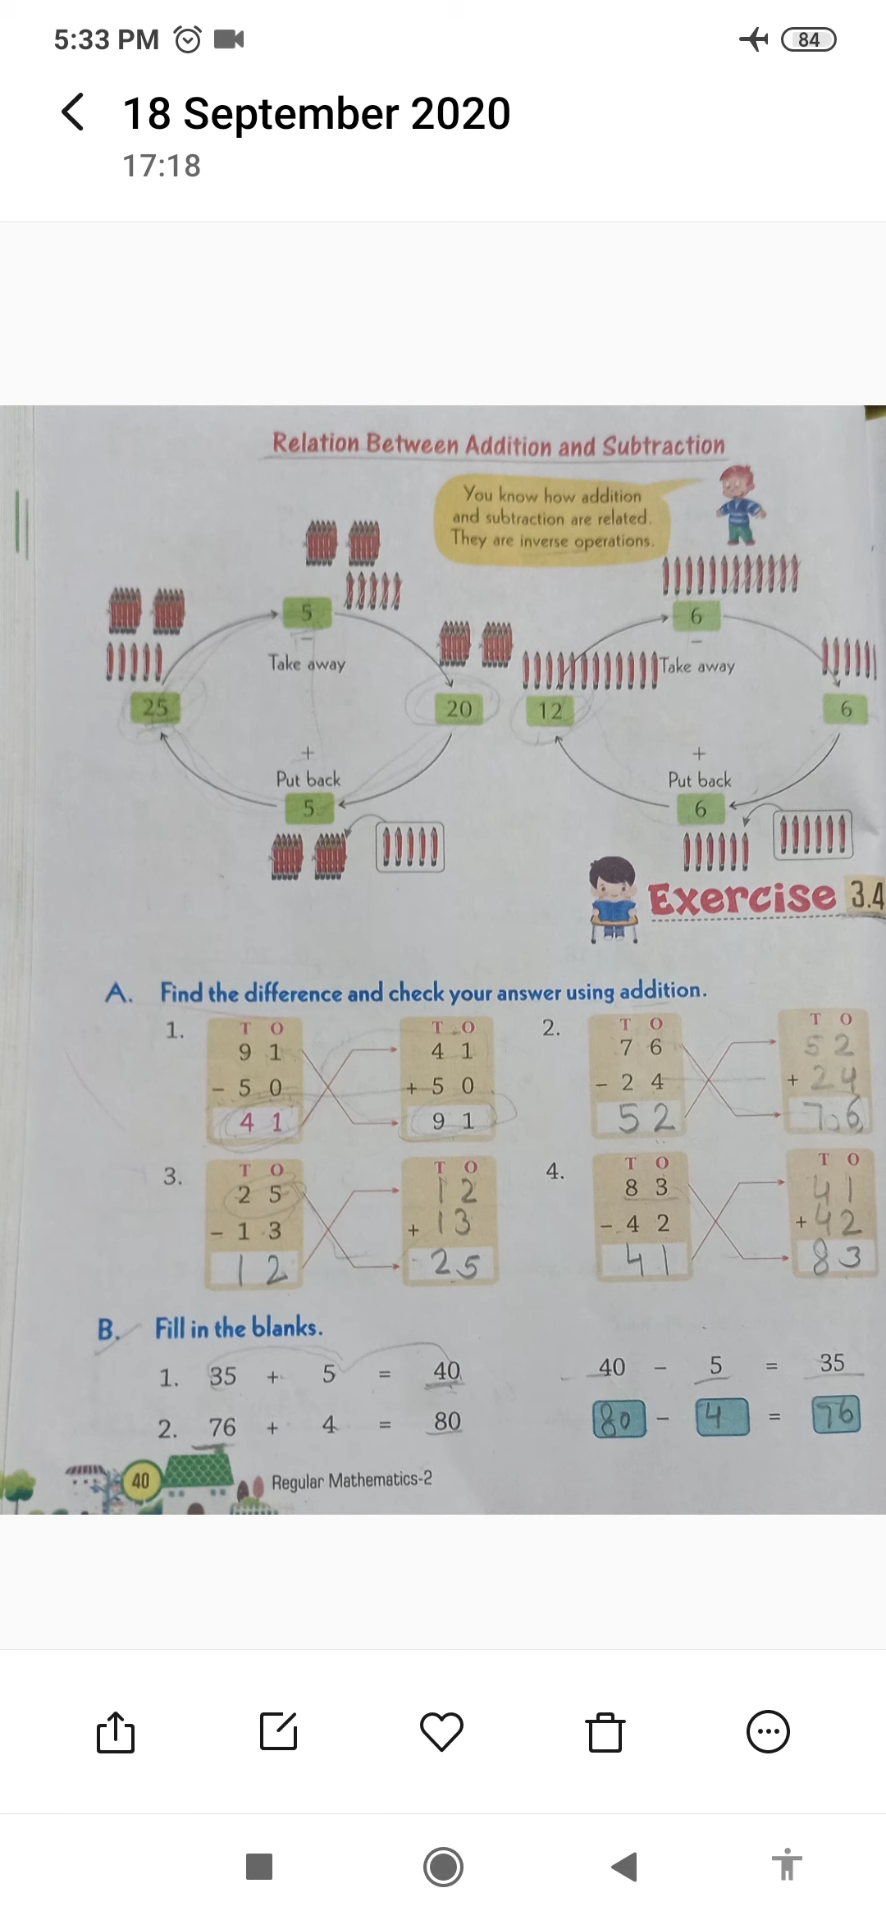 5:33 PM 84
18 September 2020
17:18
Relation Between Addition and Subtraction
You know how addition
and subtraction are related.
They are inverse operations.
5
−
Take away
25
20
+
Put back
5
6
−
Take away
12
6
+
Put back
6
Exercise 3.4
A. Find the difference and check your answer using addition.
1.
T O
9 1
− 5 0
4 1
T O
4 1
+ 5 0
9 1
2.
T O
7 6
− 2 4
5 2
T O
5 2
+ 2 4
7 6
3.
T O
2 5
− 1 3
1 2
T O
1 2
+ 1 3
2 5
4.
T O
8 3
− 4 2
4 1
T O
4 1
+ 4 2
8 3
B. Fill in the blanks.
1. 35 + 5 = 40 40 − 5 = 35
2. 76 + 4 = 80 80 − 4 = 76
40 Regular Mathematics-2